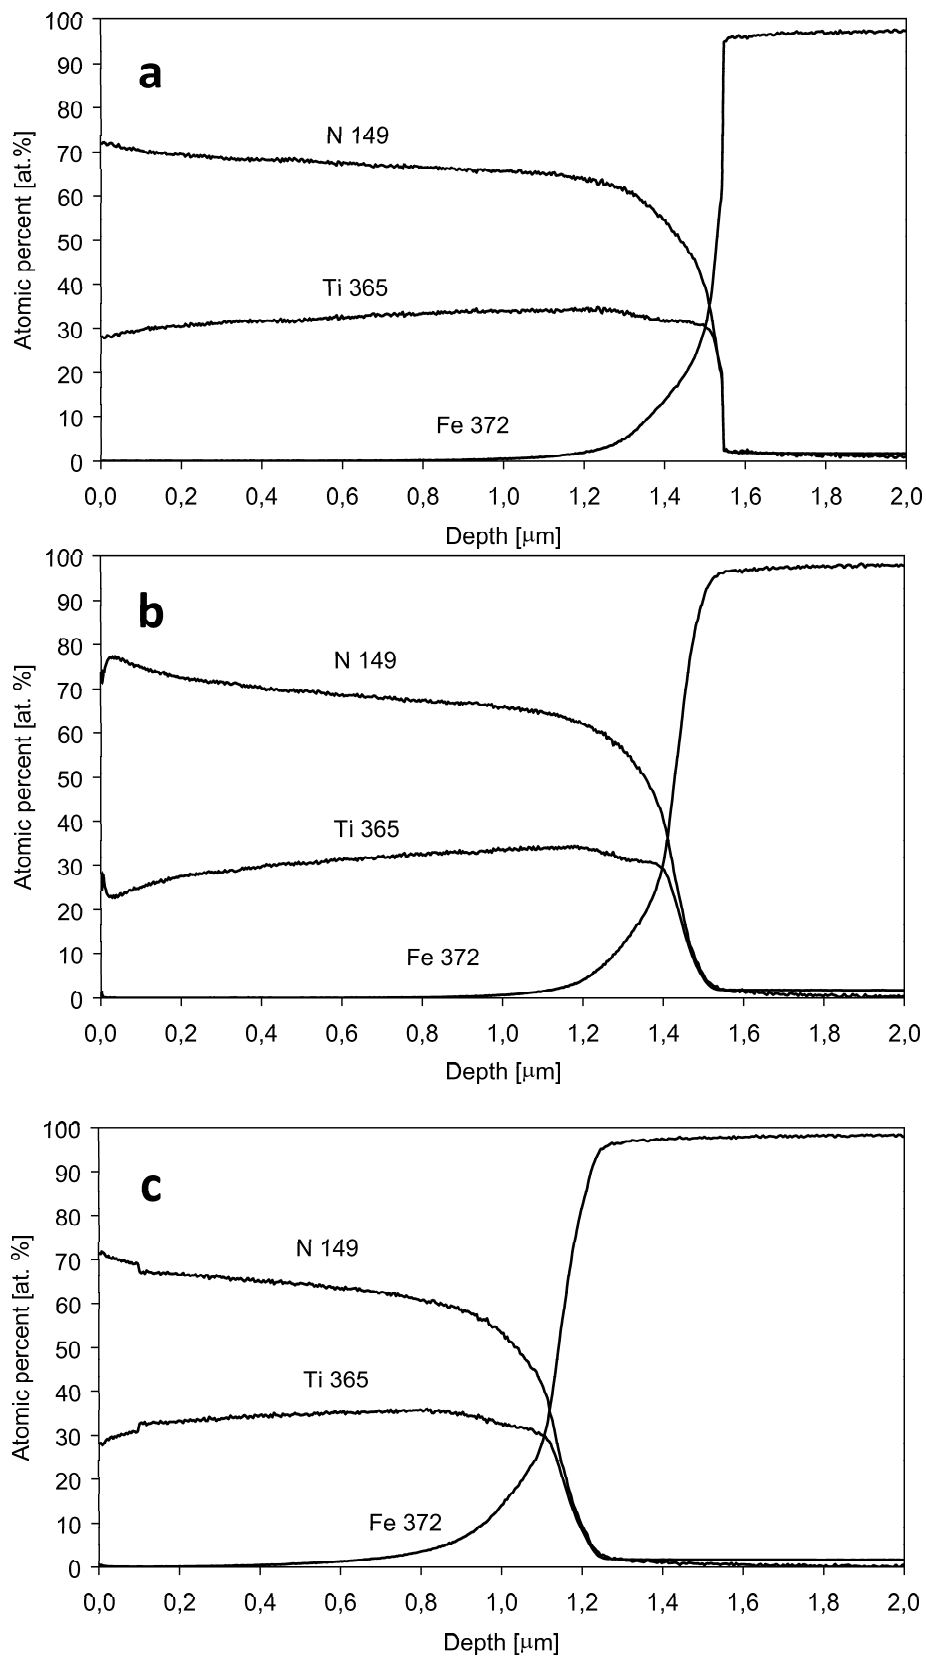 100
90
80
70
60
50
40
30
20
10
0
Atomic percent [at.%]
a
N 149
Ti 365
Fe 372
0,0 0,2 0,4 0,6 0,8 1,0 1,2 1,4 1,6 1,8 2,0
Depth [μm]
100
90
80
70
60
50
40
30
20
10
0
Atomic percent [at. %]
b
N 149
Ti 365
Fe 372
0,0 0,2 0,4 0,6 0,8 1,0 1,2 1,4 1,6 1,8 2,0
Depth [μm]
100
90
80
70
60
50
40
30
20
10
0
Atomic percent [at. %]
c
N 149
Ti 365
Fe 372
0,0 0,2 0,4 0,6 0,8 1,0 1,2 1,4 1,6 1,8 2,0
Depth [μm]